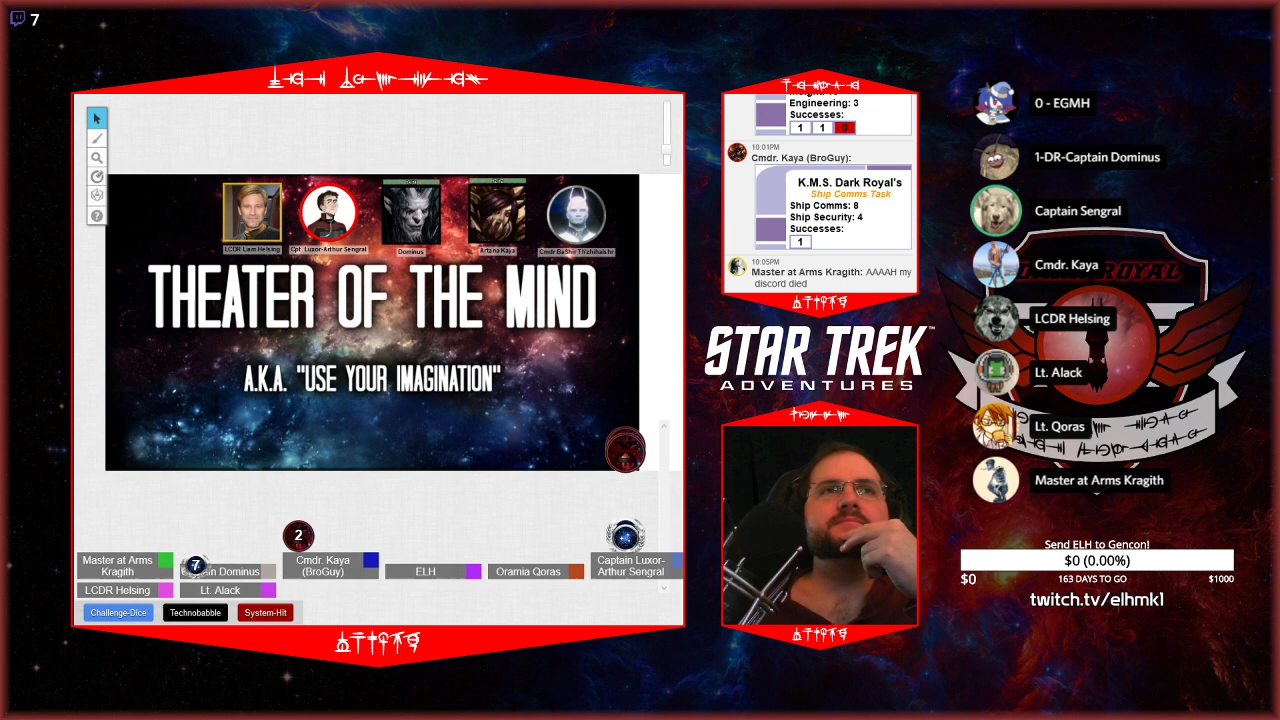 7
Engineering: 3
Successes:
1 1 0
10:01PM
Cmdr. Kaya (BroGuy):
K.M.S. Dark Royal's
Ship Comms Task
Ship Comms: 8
Ship Security: 4
Successes:
1
10:05PM
Master at Arms Kragith: AAAAH my
discord died
LCDR Liam Helsing
Cpt. Luxor-Arthur Sengral
Dominus
Artana Kaya
THEATER OF THE MIND
A.K.A. "USE YOUR IMAGINATION"
2
7
Master at Arms
Kragith
Dominus
Cmdr. Kaya
(BroGuy)
ELH
Oramia Qoras
Captain Luxor-
Arthur Sengral
LCDR Helsing
Lt. Alack
Challenge-Dice
Technobabble
System-Hit
STAR TREK™
ADVENTURES
0 - EGMH
1-DR-Captain Dominus
Captain Sengral
Cmdr. Kaya
ROYAL
LCDR Helsing
Lt. Alack
Lt. Qoras
Master at Arms Kragith
Send ELH to Gencon!
$0 (0.00%)
$0
163 DAYS TO GO
$1000
twitch.tv/elhmk1